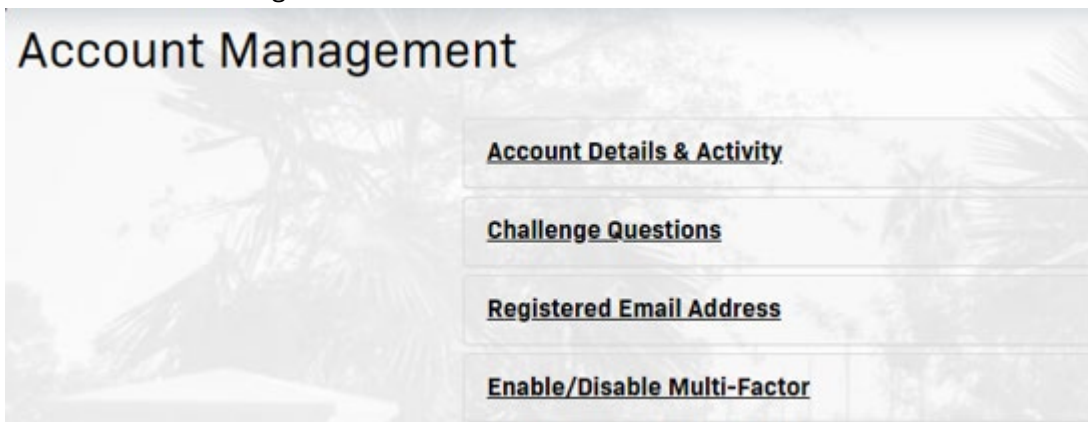 Account Management
Account Details & Activity
Challenge Questions
Registered Email Address
Enable/Disable Multi-Factor